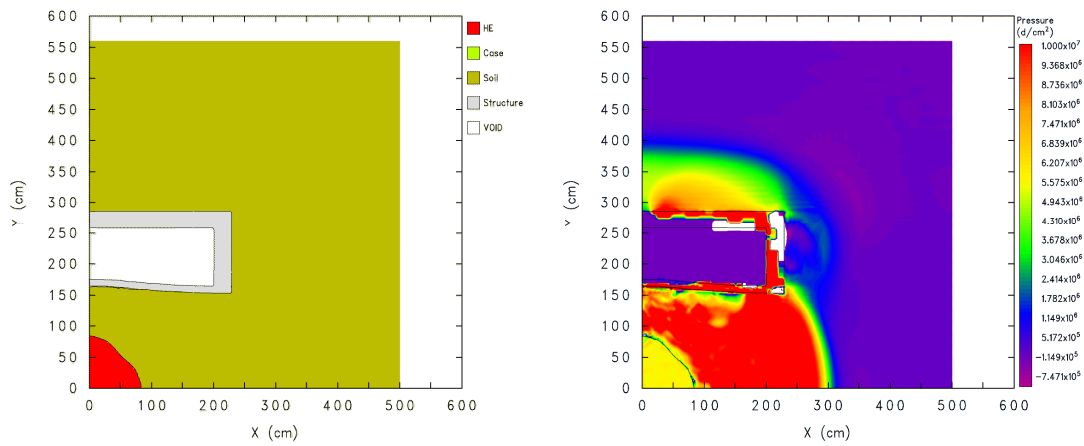 600
550
500
450
400
350
300
250
200
150
100
50
0
Y (cm)
0 100 200 300 400 500 600
X (cm)
HE
Case
Soil
Structure
VOID
600
550
500
450
400
350
300
250
200
150
100
50
0
Y (cm)
0 100 200 300 400 500 600
X (cm)
Pressure
(d/cm²)
1.000x10⁷
9.368x10⁶
8.103x10⁶
7.471x10⁶
6.839x10⁶
6.207x10⁶
5.575x10⁶
4.943x10⁶
4.310x10⁶
3.678x10⁶
3.046x10⁶
2.414x10⁶
1.782x10⁶
1.149x10⁶
5.172x10⁵
−1.149x10⁵
−7.471x10⁵